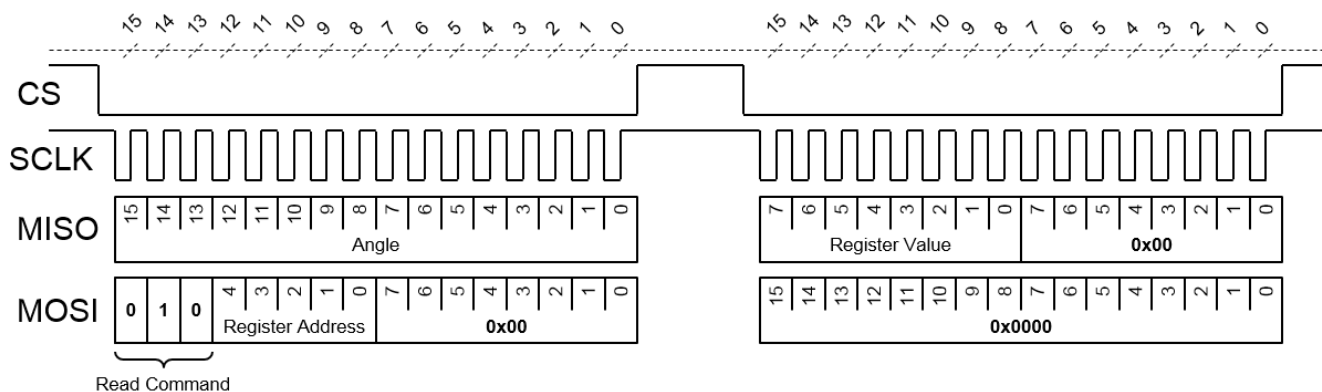 15 14 13 12 11 10 9 8 7 6 5 4 3 2 1 0 15 14 13 12 11 10 9 8 7 6 5 4 3 2 1 0
CS
SCLK
MISO 15 14 13 12 11 10 9 8 7 6 5 4 3 2 1 0 7 6 5 4 3 2 1 0 7 6 5 4 3 2 1 0
Angle Register Value 0x00
MOSI 0 1 0 4 3 2 1 0 7 6 5 4 3 2 1 0 15 14 13 12 11 10 9 8 7 6 5 4 3 2 1 0
Register Address 0x00 0x0000
Read Command